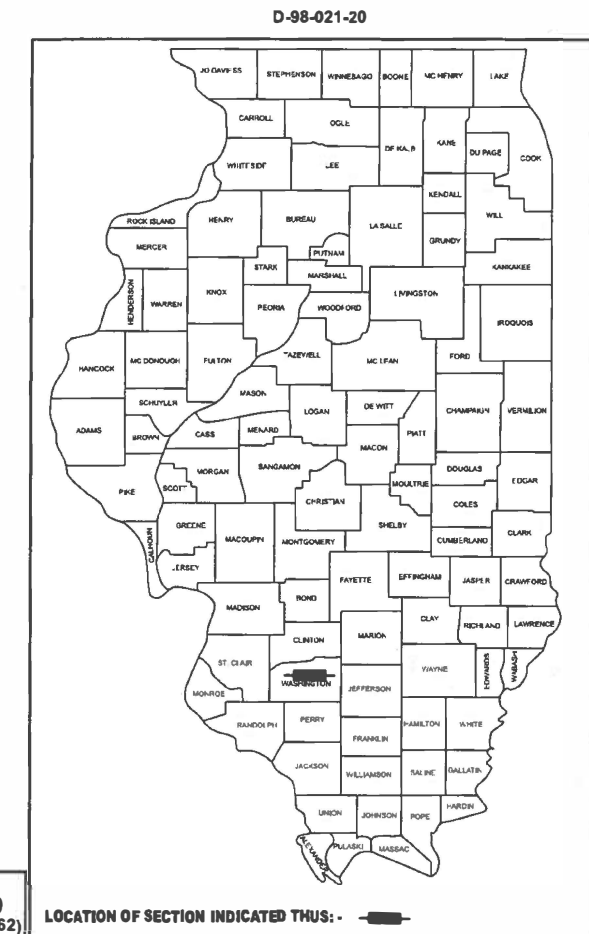 D-98-021-20
JO DAVIESS STEPHENSON WINNEBAGO BOONE MC HENRY LAKE
CARROLL OGLE
DE KALB KANE DU PAGE COOK
WHITESIDE LEE
KENDALL WILL
ROCK ISLAND HENRY BUREAU LA SALLE
MERCER PUTNAM GRUNDY
STARK MARSHALL KANKAKEE
HENDERSON WARREN KNOX PEORIA WOODFORD LIVINGSTON IROQUOIS
HANCOCK MC DONOUGH FULTON TAZEWELL MC LEAN FORD
MASON
SCHUYLER LOGAN DE WITT CHAMPAIGN VERMILION
ADAMS BROWN CASS MENARD PIATT
MACON
MORGAN SANGAMON DOUGLAS EDGAR
PIKE SCOTT CHRISTIAN MOULTRIE
COLES
GREENE MACOUPIN MONTGOMERY SHELBY CUMBERLAND CLARK
CALHOUN JERSEY
FAYETTE EFFINGHAM JASPER CRAWFORD
MADISON BOND
CLAY RICHLAND LAWRENCE
CLINTON MARION
ST. CLAIR WAYNE EDWARDS WABASH
WASHINGTON JEFFERSON
MONROE
RANDOLPH PERRY HAMILTON WHITE
FRANKLIN
JACKSON WILLIAMSON SALINE GALLATIN
HARDIN
UNION JOHNSON POPE
ALEXANDER PULASKI MASSAC
62)
LOCATION OF SECTION INDICATED THUS: -